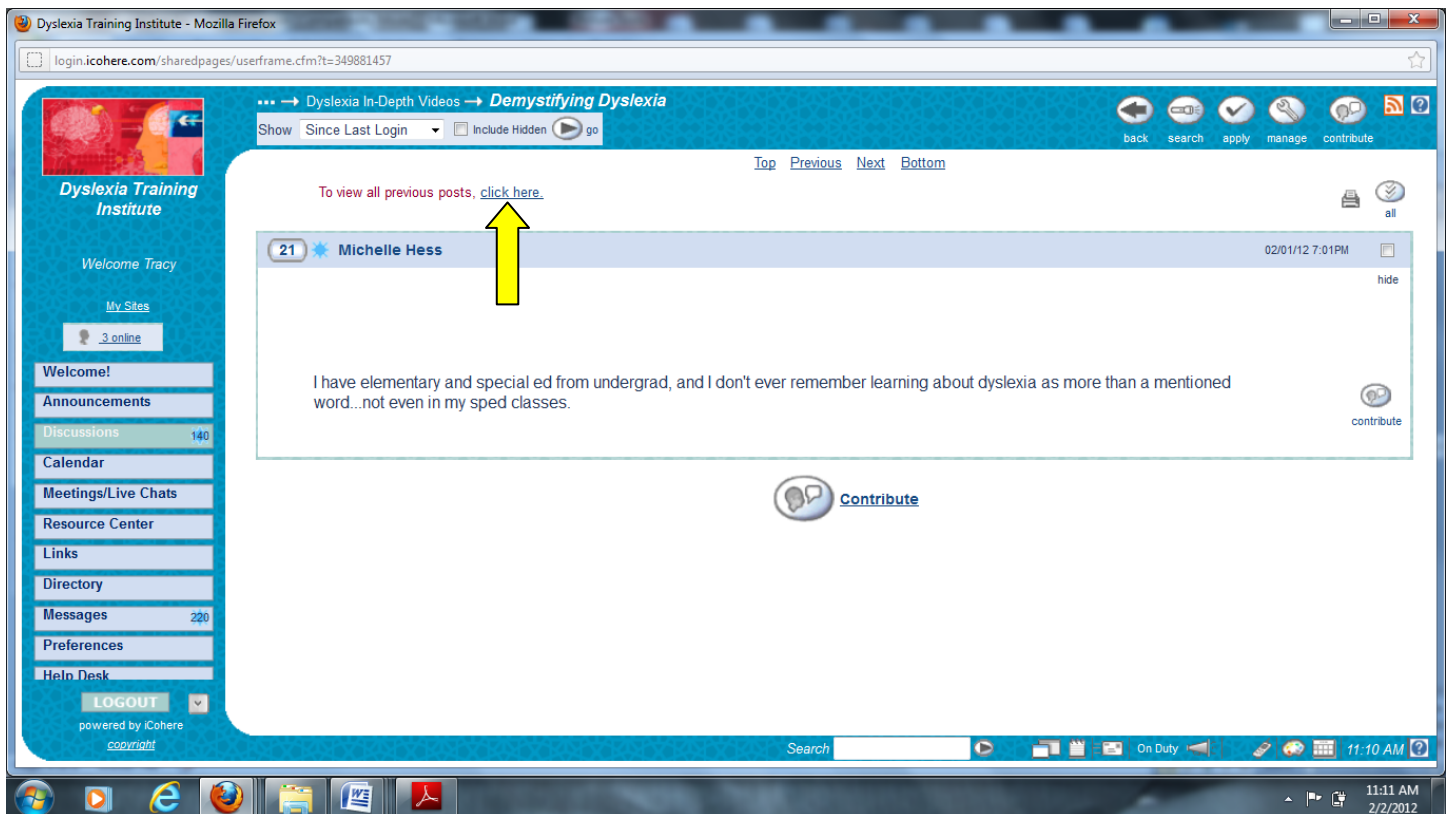 Dyslexia Training Institute - Mozilla Firefox
login.icohere.com/sharedpages/userframe.cfm?t=349881457
••• → Dyslexia In-Depth Videos → Demystifying Dyslexia
Show Since Last Login Include Hidden go
back search apply manage contribute
Top Previous Next Bottom
To view all previous posts, click here.
all
Dyslexia Training
Institute
Welcome Tracy
My Sites
3 online
Welcome!
Announcements
Discussions 140
Calendar
Meetings/Live Chats
Resource Center
Links
Directory
Messages 220
Preferences
Help Desk
LOGOUT
powered by iCohere
copyright
21 Michelle Hess 02/01/12 7:01PM
hide
I have elementary and special ed from undergrad, and I don't ever remember learning about dyslexia as more than a mentioned
word...not even in my sped classes.
contribute
Contribute
Search On Duty 11:10 AM
11:11 AM
2/2/2012